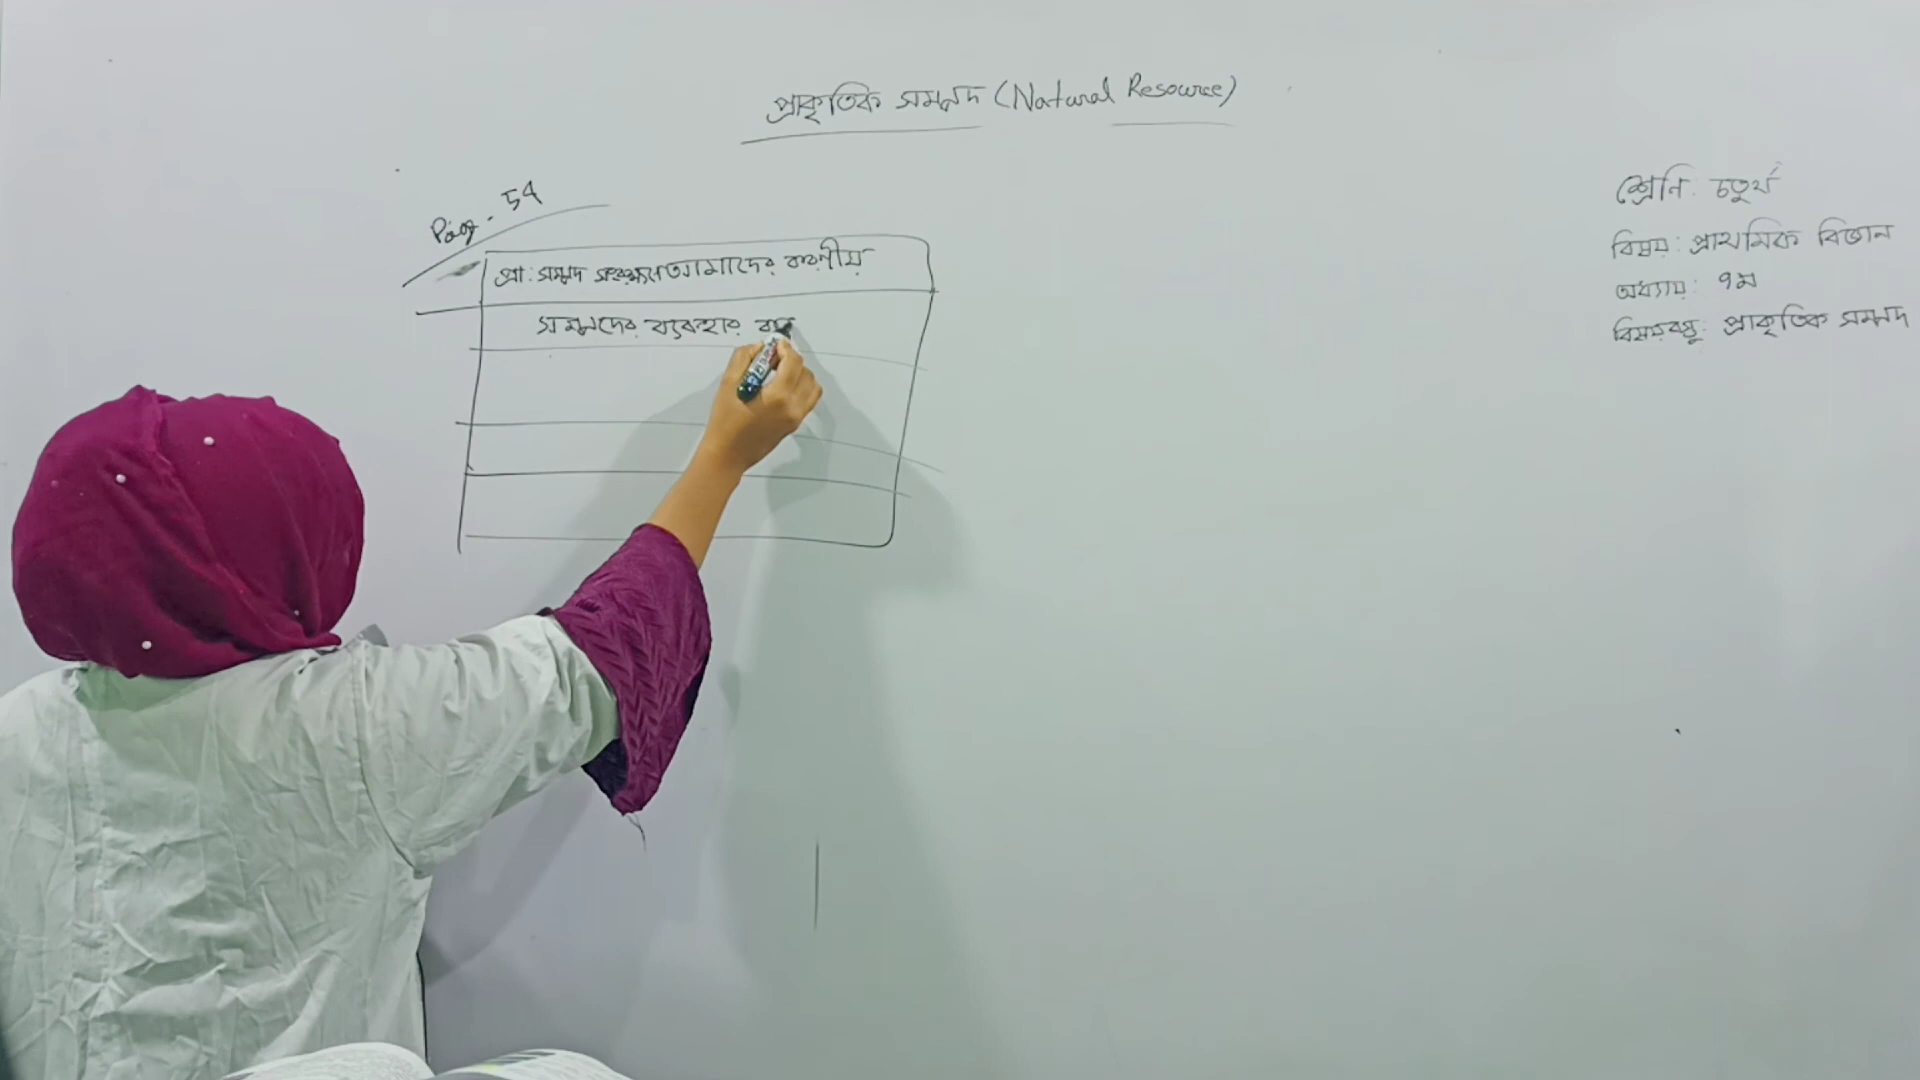 প্রাকৃতিক সম্পদ (Natural Resource)
Pag - 54
প্রা: সম্পদ সংরক্ষণে আমাদের করণীয়
সম্পদের ব্যবহার
শ্রেণি: চতুর্থ
বিষয়: প্রাথমিক বিজ্ঞান
অধ্যায়: ৭ম
বিষয়বস্তু: প্রাকৃতিক সম্পদ